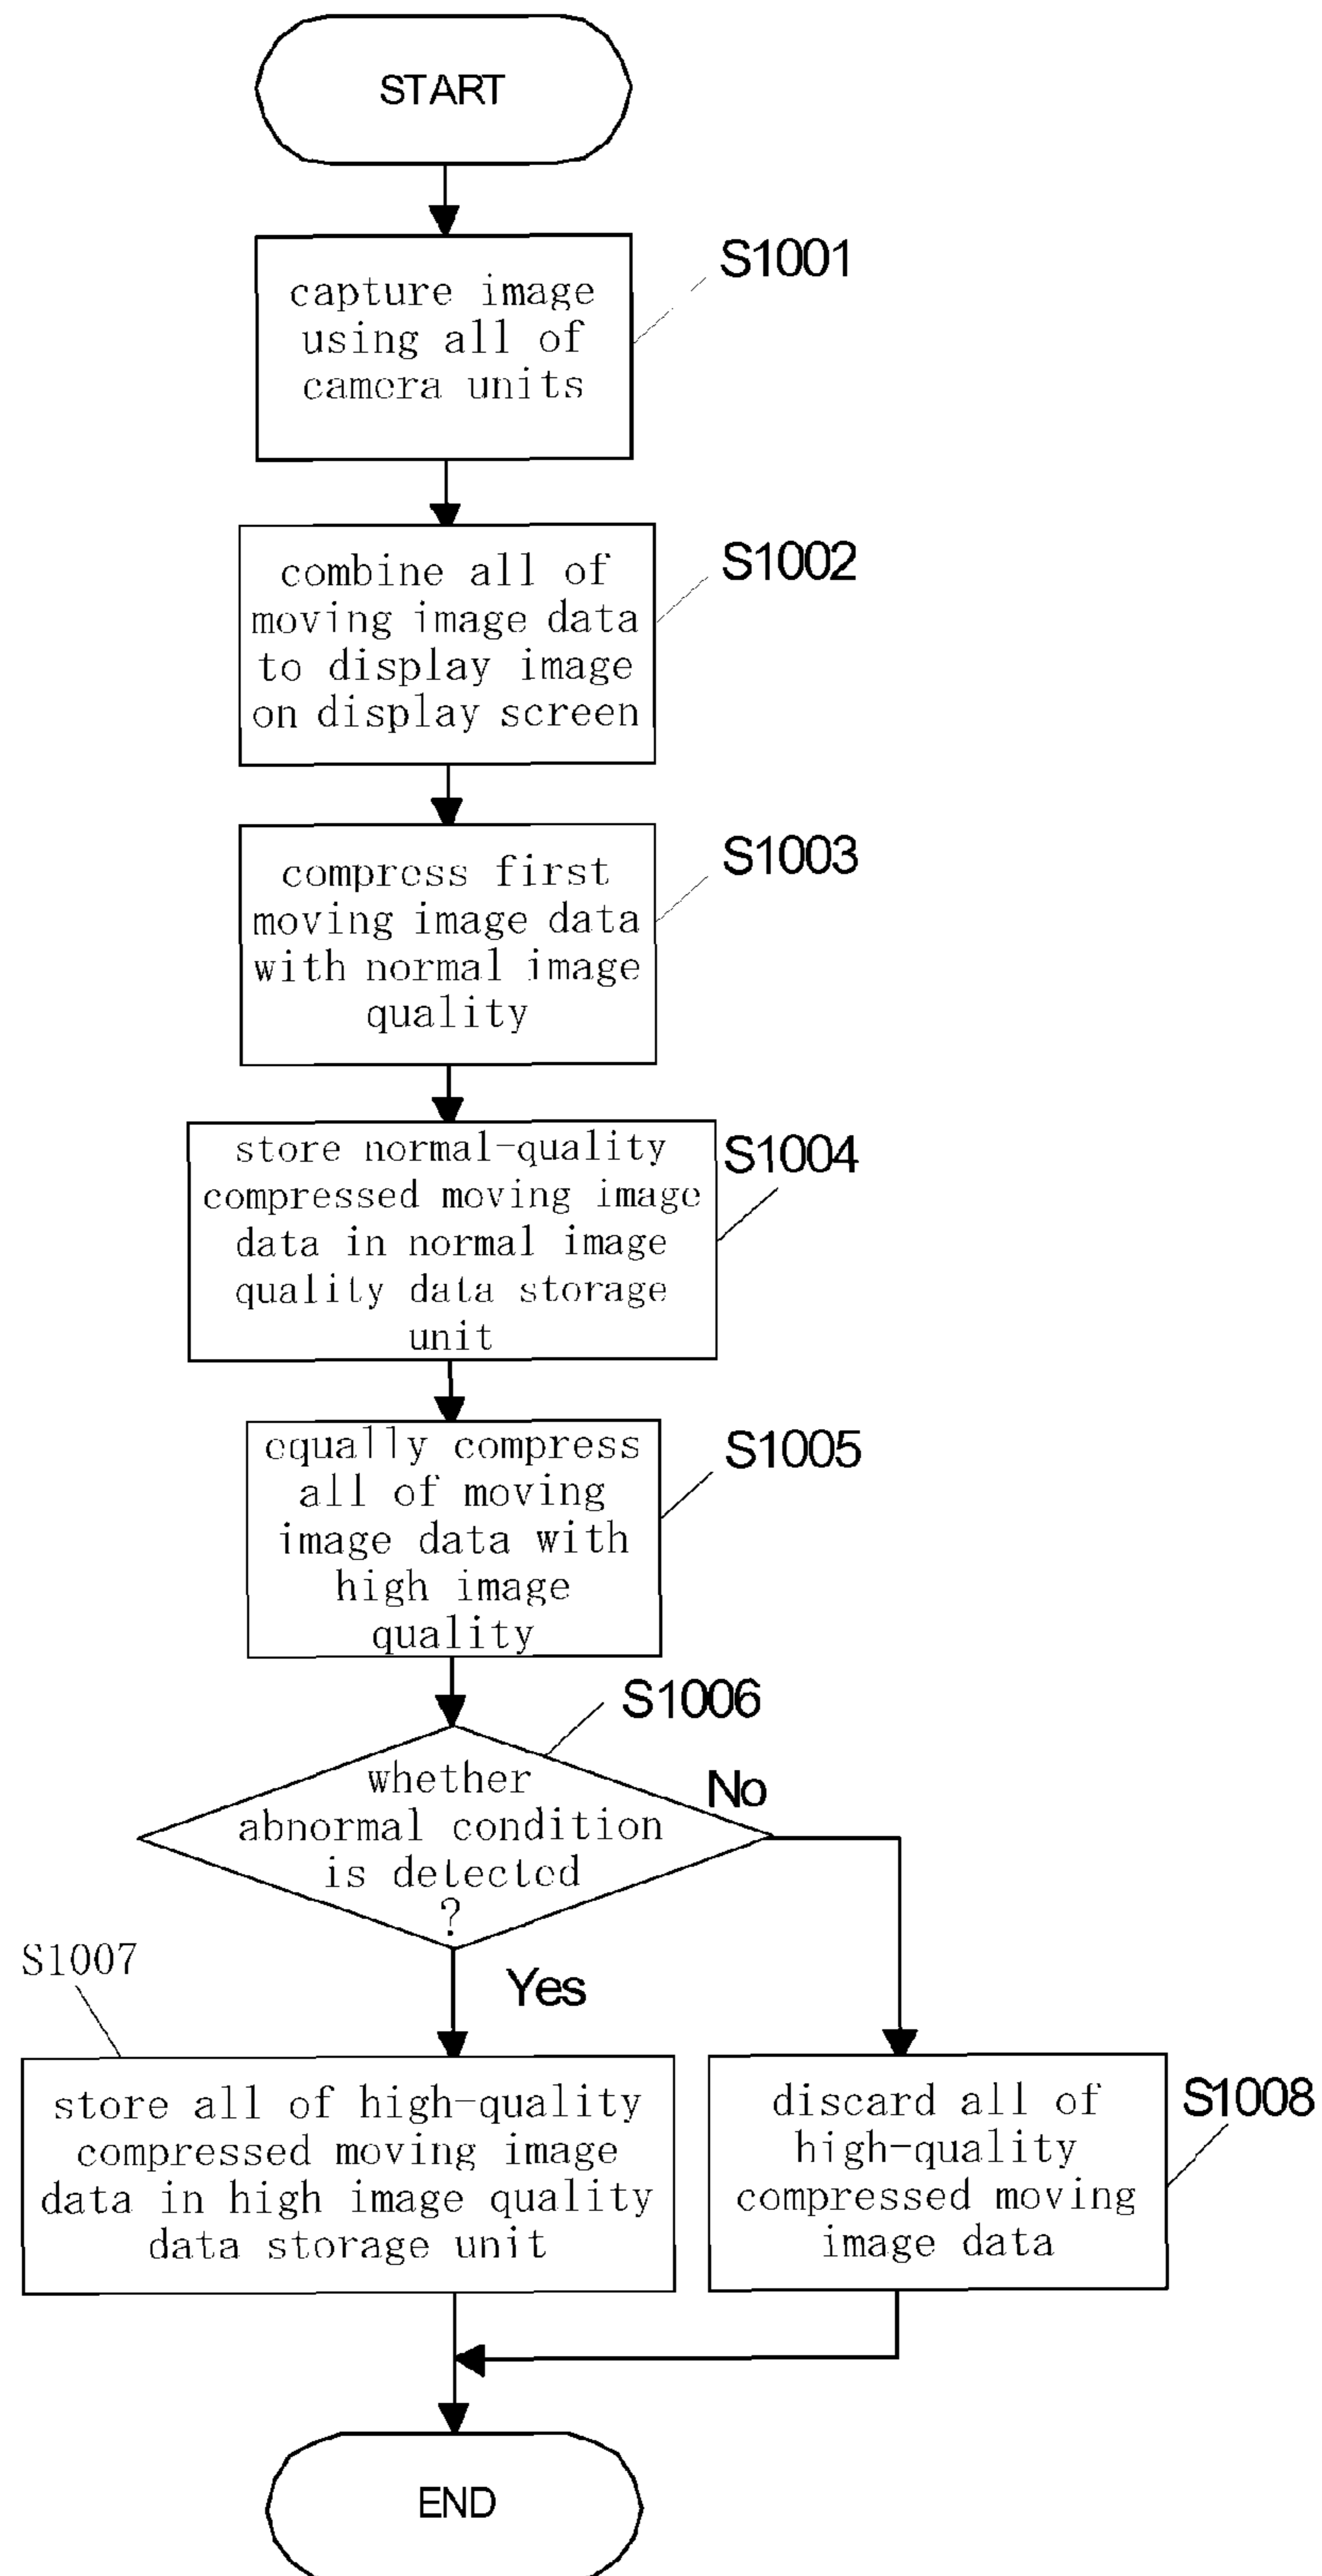 START
S1001
capture image
using all of
camera units
S1002
combine all of
moving image data
to display image
on display screen
S1003
compress first
moving image data
with normal image
quality
S1004
store normal-quality
compressed moving image
data in normal image
quality data storage
unit
S1005
equally compress
all of moving
image data with
high image
quality
S1006
whether
abnormal condition
is detected
?
No
Yes
S1007
store all of high-quality
compressed moving image
data in high image quality
data storage unit
S1008
discard all of
high-quality
compressed moving
image data
END